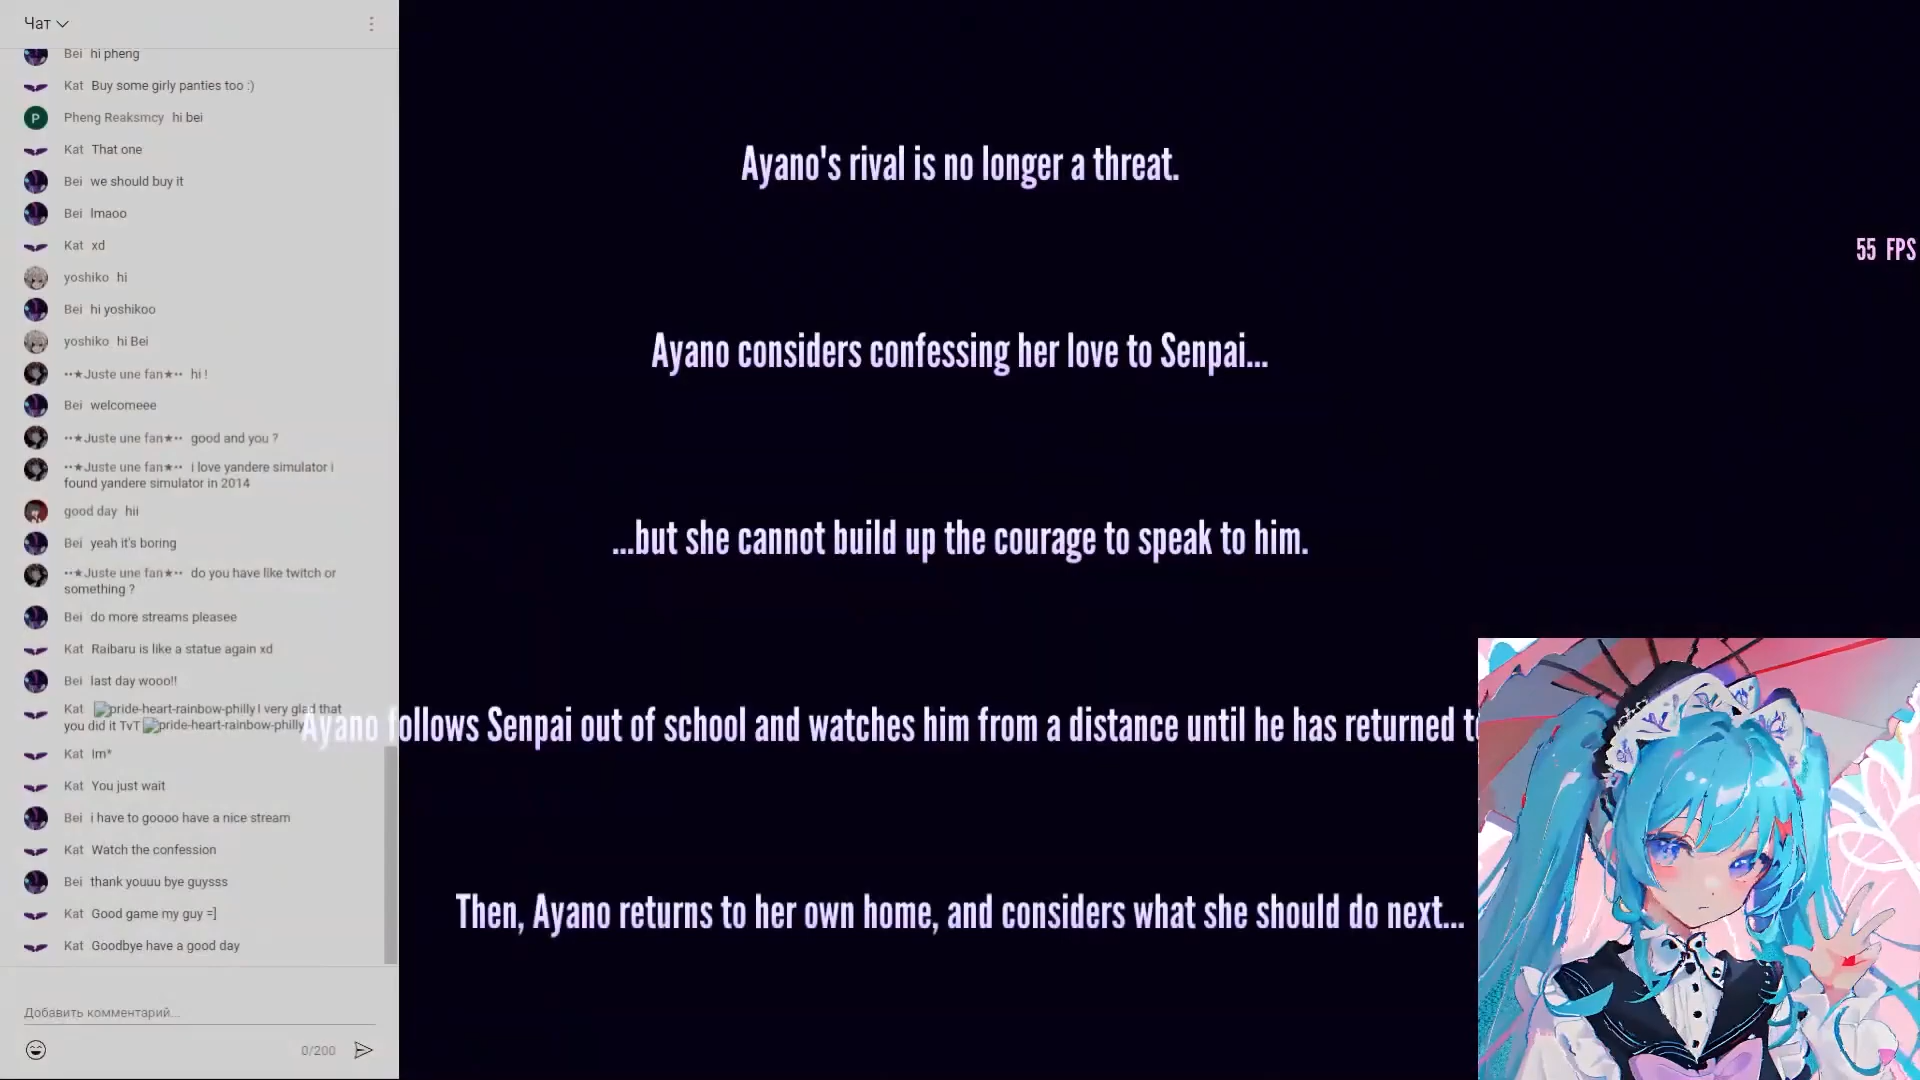 Чат
Bei hi pheng
Kat Buy some girly panties too :)
P
Pheng Reaksmcy hi bei
Kat That one
Bei we should buy it
Bei lmaoo
Kat xd
yoshiko hi
Bei hi yoshikoo
yoshiko hi Bei
••★Juste une fan★•• hi !
Bei welcomeee
••★Juste une fan★•• good and you ?
••★Juste une fan★•• i love yandere simulator i
found yandere simulator in 2014
good day hii
Bei yeah it's boring
••★Juste une fan★•• do you have like twitch or
something ?
Bei do more streams pleasee
Kat Raibaru is like a statue again xd
Bei last day wooo!!
Kat pride-heart-rainbow-philly I very glad that
you did it TvT pride-heart-rainbow-philly
Kat Im*
Kat You just wait
Bei i have to goooo have a nice stream
Kat Watch the confession
Bei thank youuu bye guysss
Kat Good game my guy =]
Kat Goodbye have a good day
Добавить комментарий...
0/200
Ayano's rival is no longer a threat.
55 FPS
Ayano considers confessing her love to Senpai...
...but she cannot build up the courage to speak to him.
Ayano follows Senpai out of school and watches him from a distance until he has returned
Then, Ayano returns to her own home, and considers what she should do next...